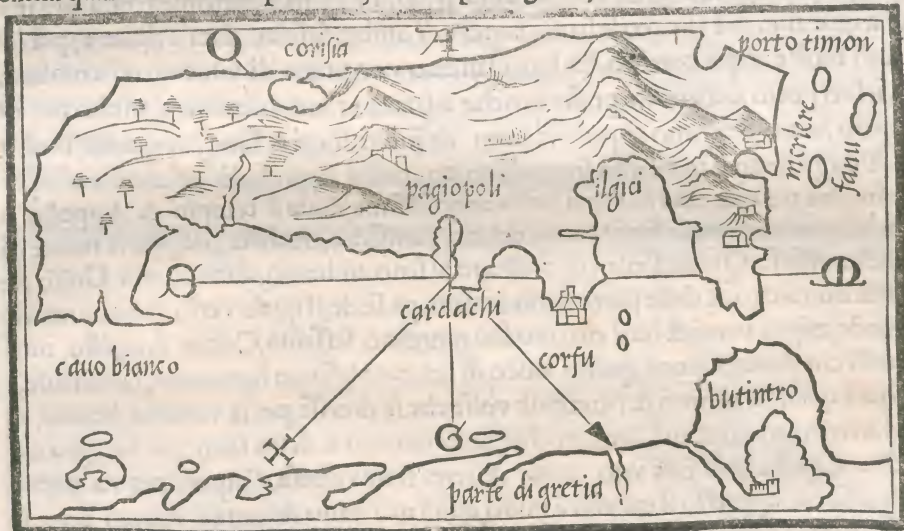 corisia
porto timon
merlere
fanu
pagiopoli
ilgici
cardachi
corfu
cauo bianco
butintro
parte di gretia